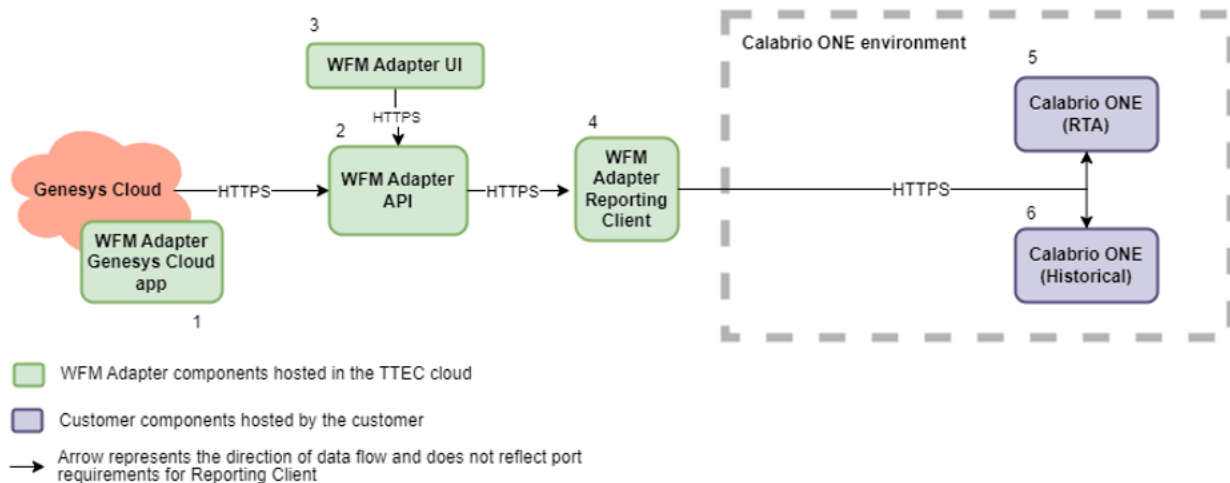 3
WFM Adapter UI
HTTPS
2
WFM Adapter
API
Genesys Cloud
HTTPS
WFM Adapter
Genesys Cloud
app
1
HTTPS
4
WFM
Adapter
Reporting
Client
HTTPS
Calabrio ONE environment
5
Calabrio ONE
(RTA)
6
Calabrio ONE
(Historical)
WFM Adapter components hosted in the TTEC cloud
Customer components hosted by the customer
Arrow represents the direction of data flow and does not reflect port
requirements for Reporting Client